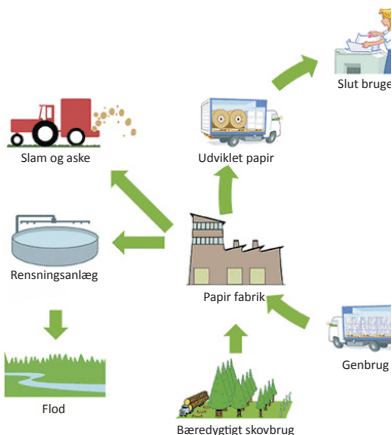 Slut bruge
Udviklet papir
Slam og aske
Rensningsanlæg
Papir fabrik
Genbrug
Flod
Bæredygtigt skovbrug